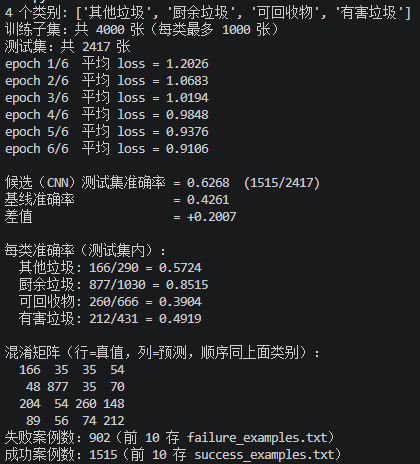 4 个类别: ['其他垃圾', '厨余垃圾', '可回收物', '有害垃圾']
训练子集：共 4000 张（每类最多 1000 张）
测试集：共 2417 张
epoch 1/6  平均 loss = 1.2026
epoch 2/6  平均 loss = 1.0683
epoch 3/6  平均 loss = 1.0194
epoch 4/6  平均 loss = 0.9848
epoch 5/6  平均 loss = 0.9376
epoch 6/6  平均 loss = 0.9106
候选（CNN）测试集准确率 = 0.6268  (1515/2417)
基线准确率              = 0.4261
差值                    = +0.2007
每类准确率（测试集内）：
其他垃圾: 166/290 = 0.5724
厨余垃圾: 877/1030 = 0.8515
可回收物: 260/666 = 0.3904
有害垃圾: 212/431 = 0.4919
混淆矩阵（行=真值，列=预测，顺序同上面类别）：
166  35  35  54
48 877  35  70
204  54 260 148
89  56  74 212
失败案例数：902（前 10 存 failure_examples.txt）
成功案例数：1515（前 10 存 success_examples.txt）